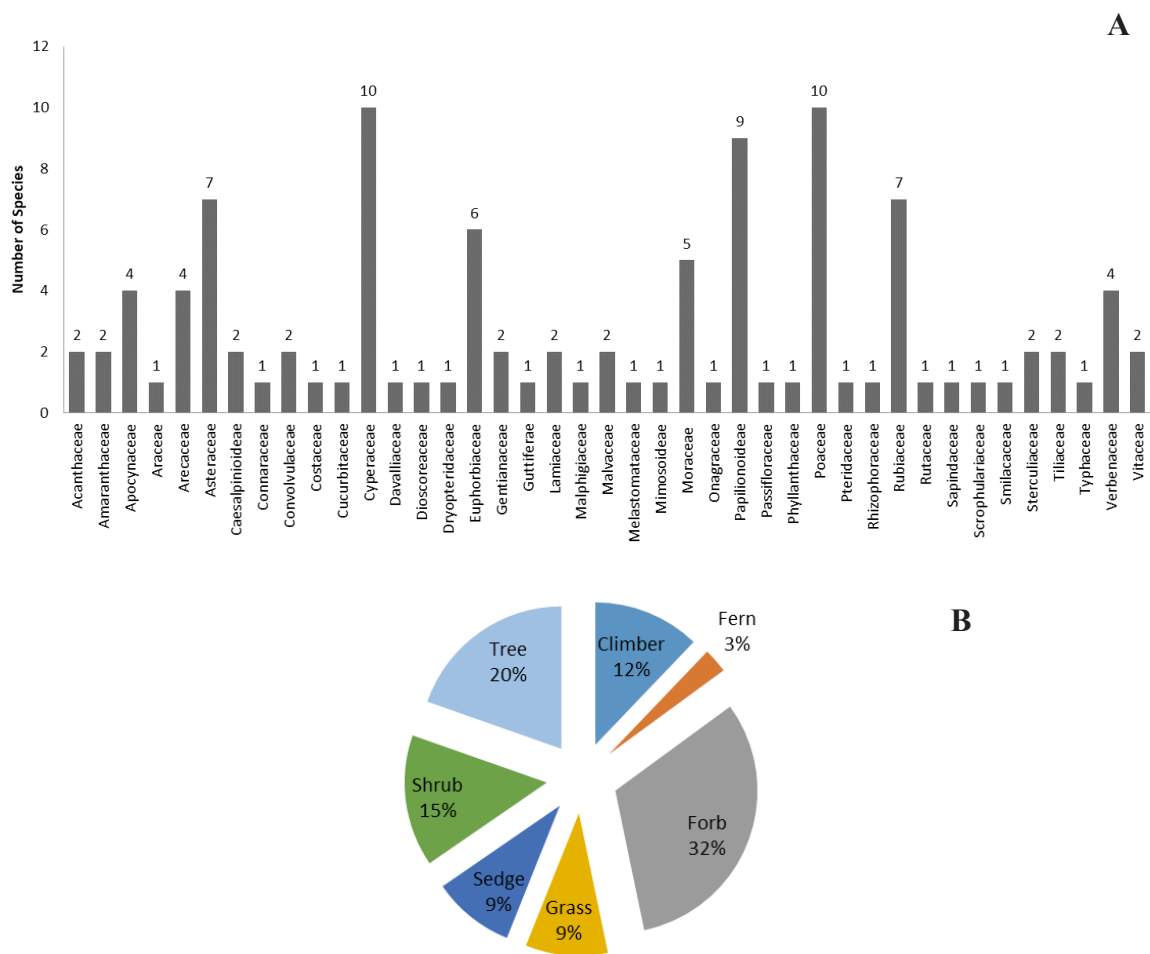 A
12
10
8
6
4
2
0
Number of Species
2 2 4 1 4 7 2 1 2 1 1 10 1 1 1 6 2 1 2 1 2 1 1 5 1 9 1 1 10 1 1 7 1 1 1 1 2 2 1 4 2
Acanthaceae
Amaranthaceae
Apocynaceae
Araceae
Arecaceae
Asteraceae
Caesalpinioideae
Connaraceae
Convolvulaceae
Costaceae
Cucurbitaceae
Cyperaceae
Davalliaceae
Dioscoreaceae
Dryopteridaceae
Euphorbiaceae
Gentianaceae
Guttiferae
Lamiaceae
Malphigiaceae
Malvaceae
Melastomataceae
Mimosoideae
Moraceae
Onagraceae
Papilionoideae
Passifloraceae
Phyllanthaceae
Poaceae
Pteridaceae
Rhizophoraceae
Rubiaceae
Rutaceae
Sapindaceae
Scrophulariaceae
Smilacaceae
Sterculiaceae
Tiliaceae
Typhaceae
Verbenaceae
Vitaceae
B
Climber
12%
Fern
3%
Forb
32%
Grass
9%
Sedge
9%
Shrub
15%
Tree
20%